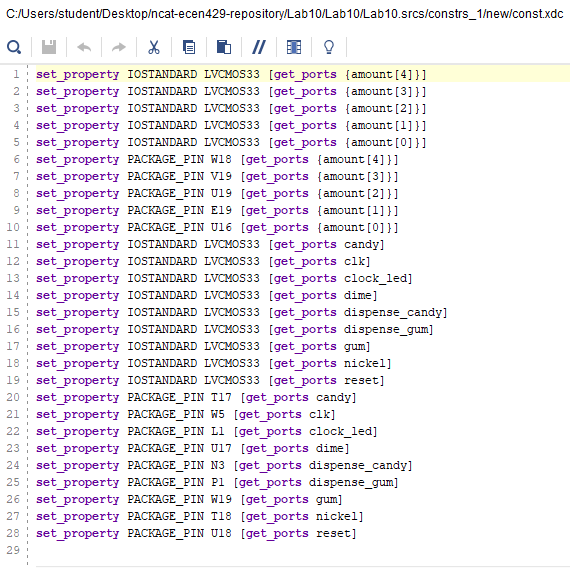 C:/Users/student/Desktop/ncat-ecen429-repository/Lab10/Lab10/Lab10.srcs/constrs_1/new/const.xdc
1 set_property IOSTANDARD LVCMOS33 [get_ports {amount[4]}]
2 set_property IOSTANDARD LVCMOS33 [get_ports {amount[3]}]
3 set_property IOSTANDARD LVCMOS33 [get_ports {amount[2]}]
4 set_property IOSTANDARD LVCMOS33 [get_ports {amount[1]}]
5 set_property IOSTANDARD LVCMOS33 [get_ports {amount[0]}]
6 set_property PACKAGE_PIN W18 [get_ports {amount[4]}]
7 set_property PACKAGE_PIN V19 [get_ports {amount[3]}]
8 set_property PACKAGE_PIN U19 [get_ports {amount[2]}]
9 set_property PACKAGE_PIN E19 [get_ports {amount[1]}]
10 set_property PACKAGE_PIN U16 [get_ports {amount[0]}]
11 set_property IOSTANDARD LVCMOS33 [get_ports candy]
12 set_property IOSTANDARD LVCMOS33 [get_ports clk]
13 set_property IOSTANDARD LVCMOS33 [get_ports clock_led]
14 set_property IOSTANDARD LVCMOS33 [get_ports dime]
15 set_property IOSTANDARD LVCMOS33 [get_ports dispense_candy]
16 set_property IOSTANDARD LVCMOS33 [get_ports dispense_gum]
17 set_property IOSTANDARD LVCMOS33 [get_ports gum]
18 set_property IOSTANDARD LVCMOS33 [get_ports nickel]
19 set_property IOSTANDARD LVCMOS33 [get_ports reset]
20 set_property PACKAGE_PIN T17 [get_ports candy]
21 set_property PACKAGE_PIN W5 [get_ports clk]
22 set_property PACKAGE_PIN L1 [get_ports clock_led]
23 set_property PACKAGE_PIN U17 [get_ports dime]
24 set_property PACKAGE_PIN N3 [get_ports dispense_candy]
25 set_property PACKAGE_PIN P1 [get_ports dispense_gum]
26 set_property PACKAGE_PIN W19 [get_ports gum]
27 set_property PACKAGE_PIN T18 [get_ports nickel]
28 set_property PACKAGE_PIN U18 [get_ports reset]
29